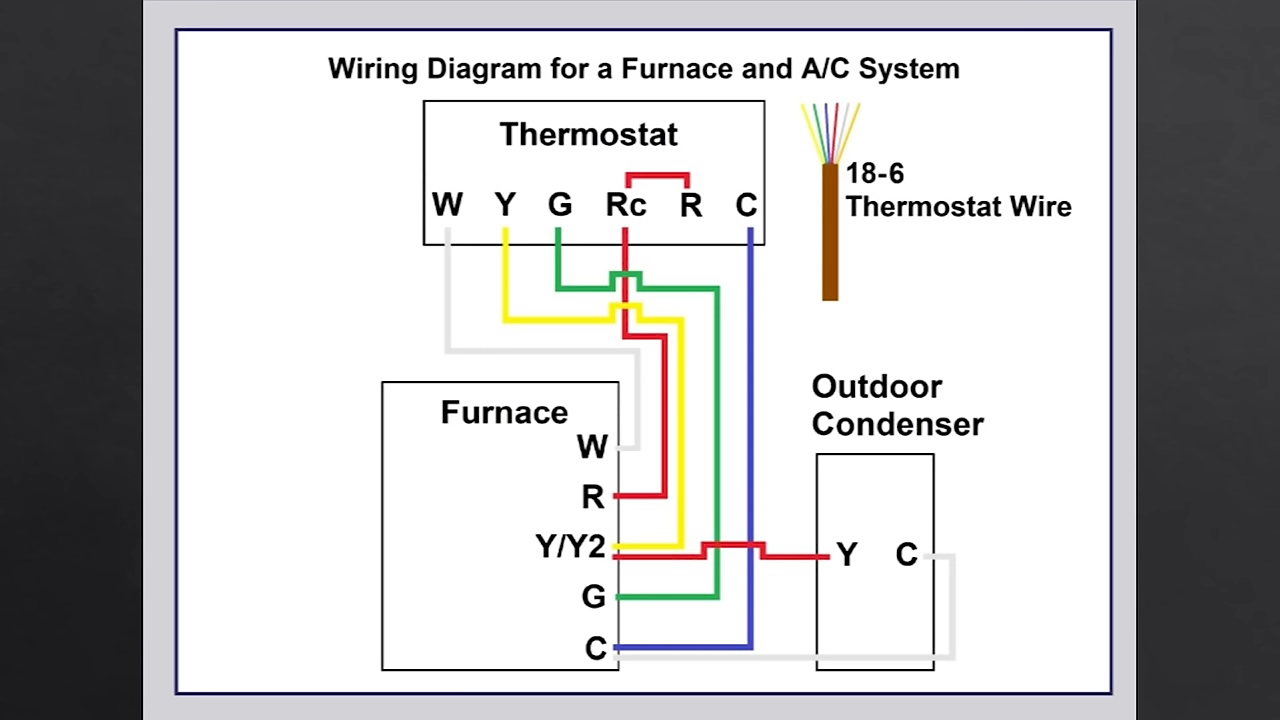 Wiring Diagram for a Furnace and A/C System
Thermostat
W Y G Rc R C
18-6
Thermostat Wire
Outdoor
Condenser
Furnace
W
R
Y/Y2
G
C
Y C